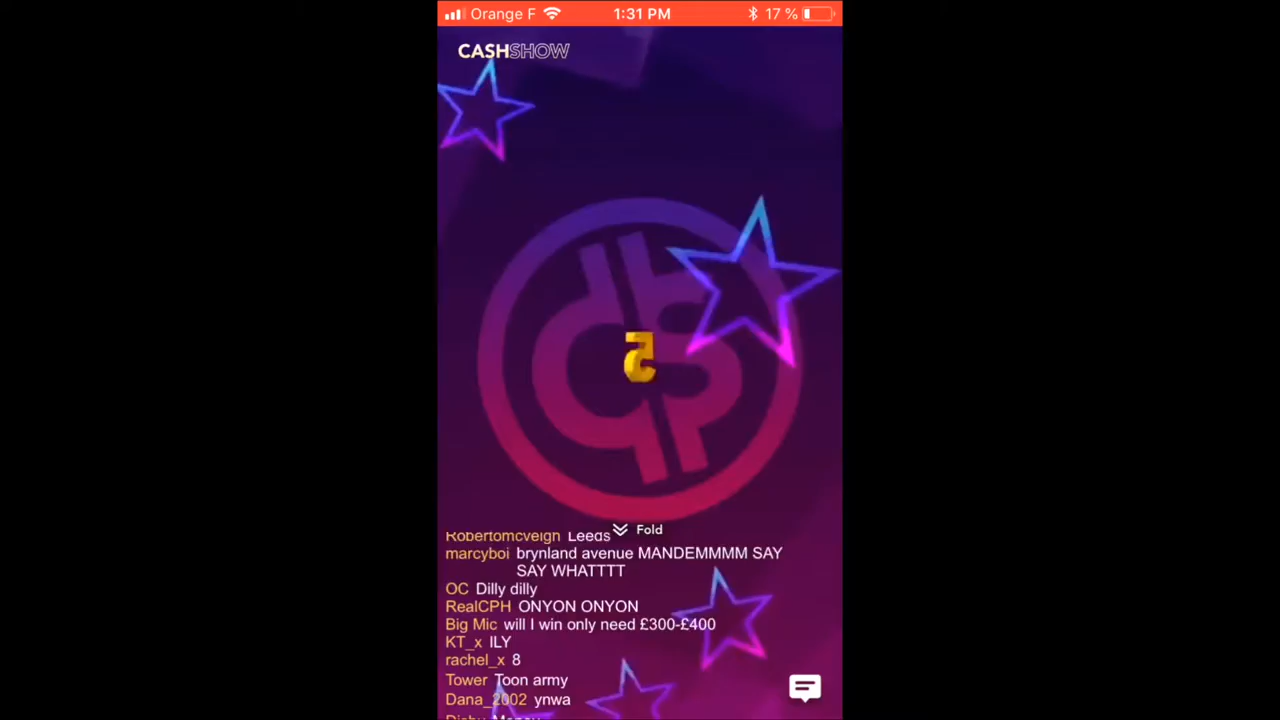 Orange F 1:31 PM 17 %
CASHSHOW
5
Fold
Robertomcveigh Leeds
marcyboi brynland avenue MANDEMMMM SAY
SAY WHATTTT
OC Dilly dilly
RealCPH ONYON ONYON
Big Mic will I win only need £300-£400
KT_x ILY
rachel_x 8
Tower Toon army
Dana_2002 ynwa
Money